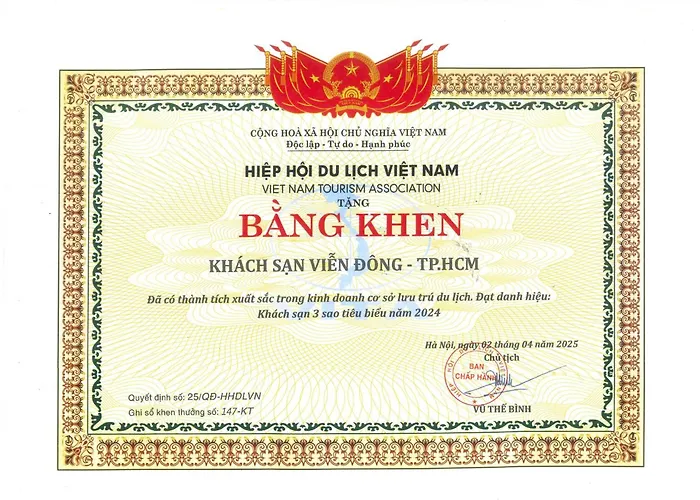 CỘNG HOÀ XÃ HỘI CHỦ NGHĨA VIỆT NAM
Độc lập - Tự do - Hạnh phúc
HIỆP HỘI DU LỊCH VIỆT NAM
VIET NAM TOURISM ASSOCIATION
TẶNG
BẰNG KHEN
KHÁCH SẠN VIỄN ĐÔNG - TP.HCM
Đã có thành tích xuất sắc trong kinh doanh cơ sở lưu trú du lịch. Đạt danh hiệu:
Khách sạn 3 sao tiêu biểu năm 2024
Hà Nội, ngày 02 tháng 04 năm 2025
Chủ tịch
BAN
CHẤP HÀNH
VŨ THẾ BÌNH
Quyết định số: 25/QĐ-HHDLVN
Ghi sổ khen thưởng số: 147-KT